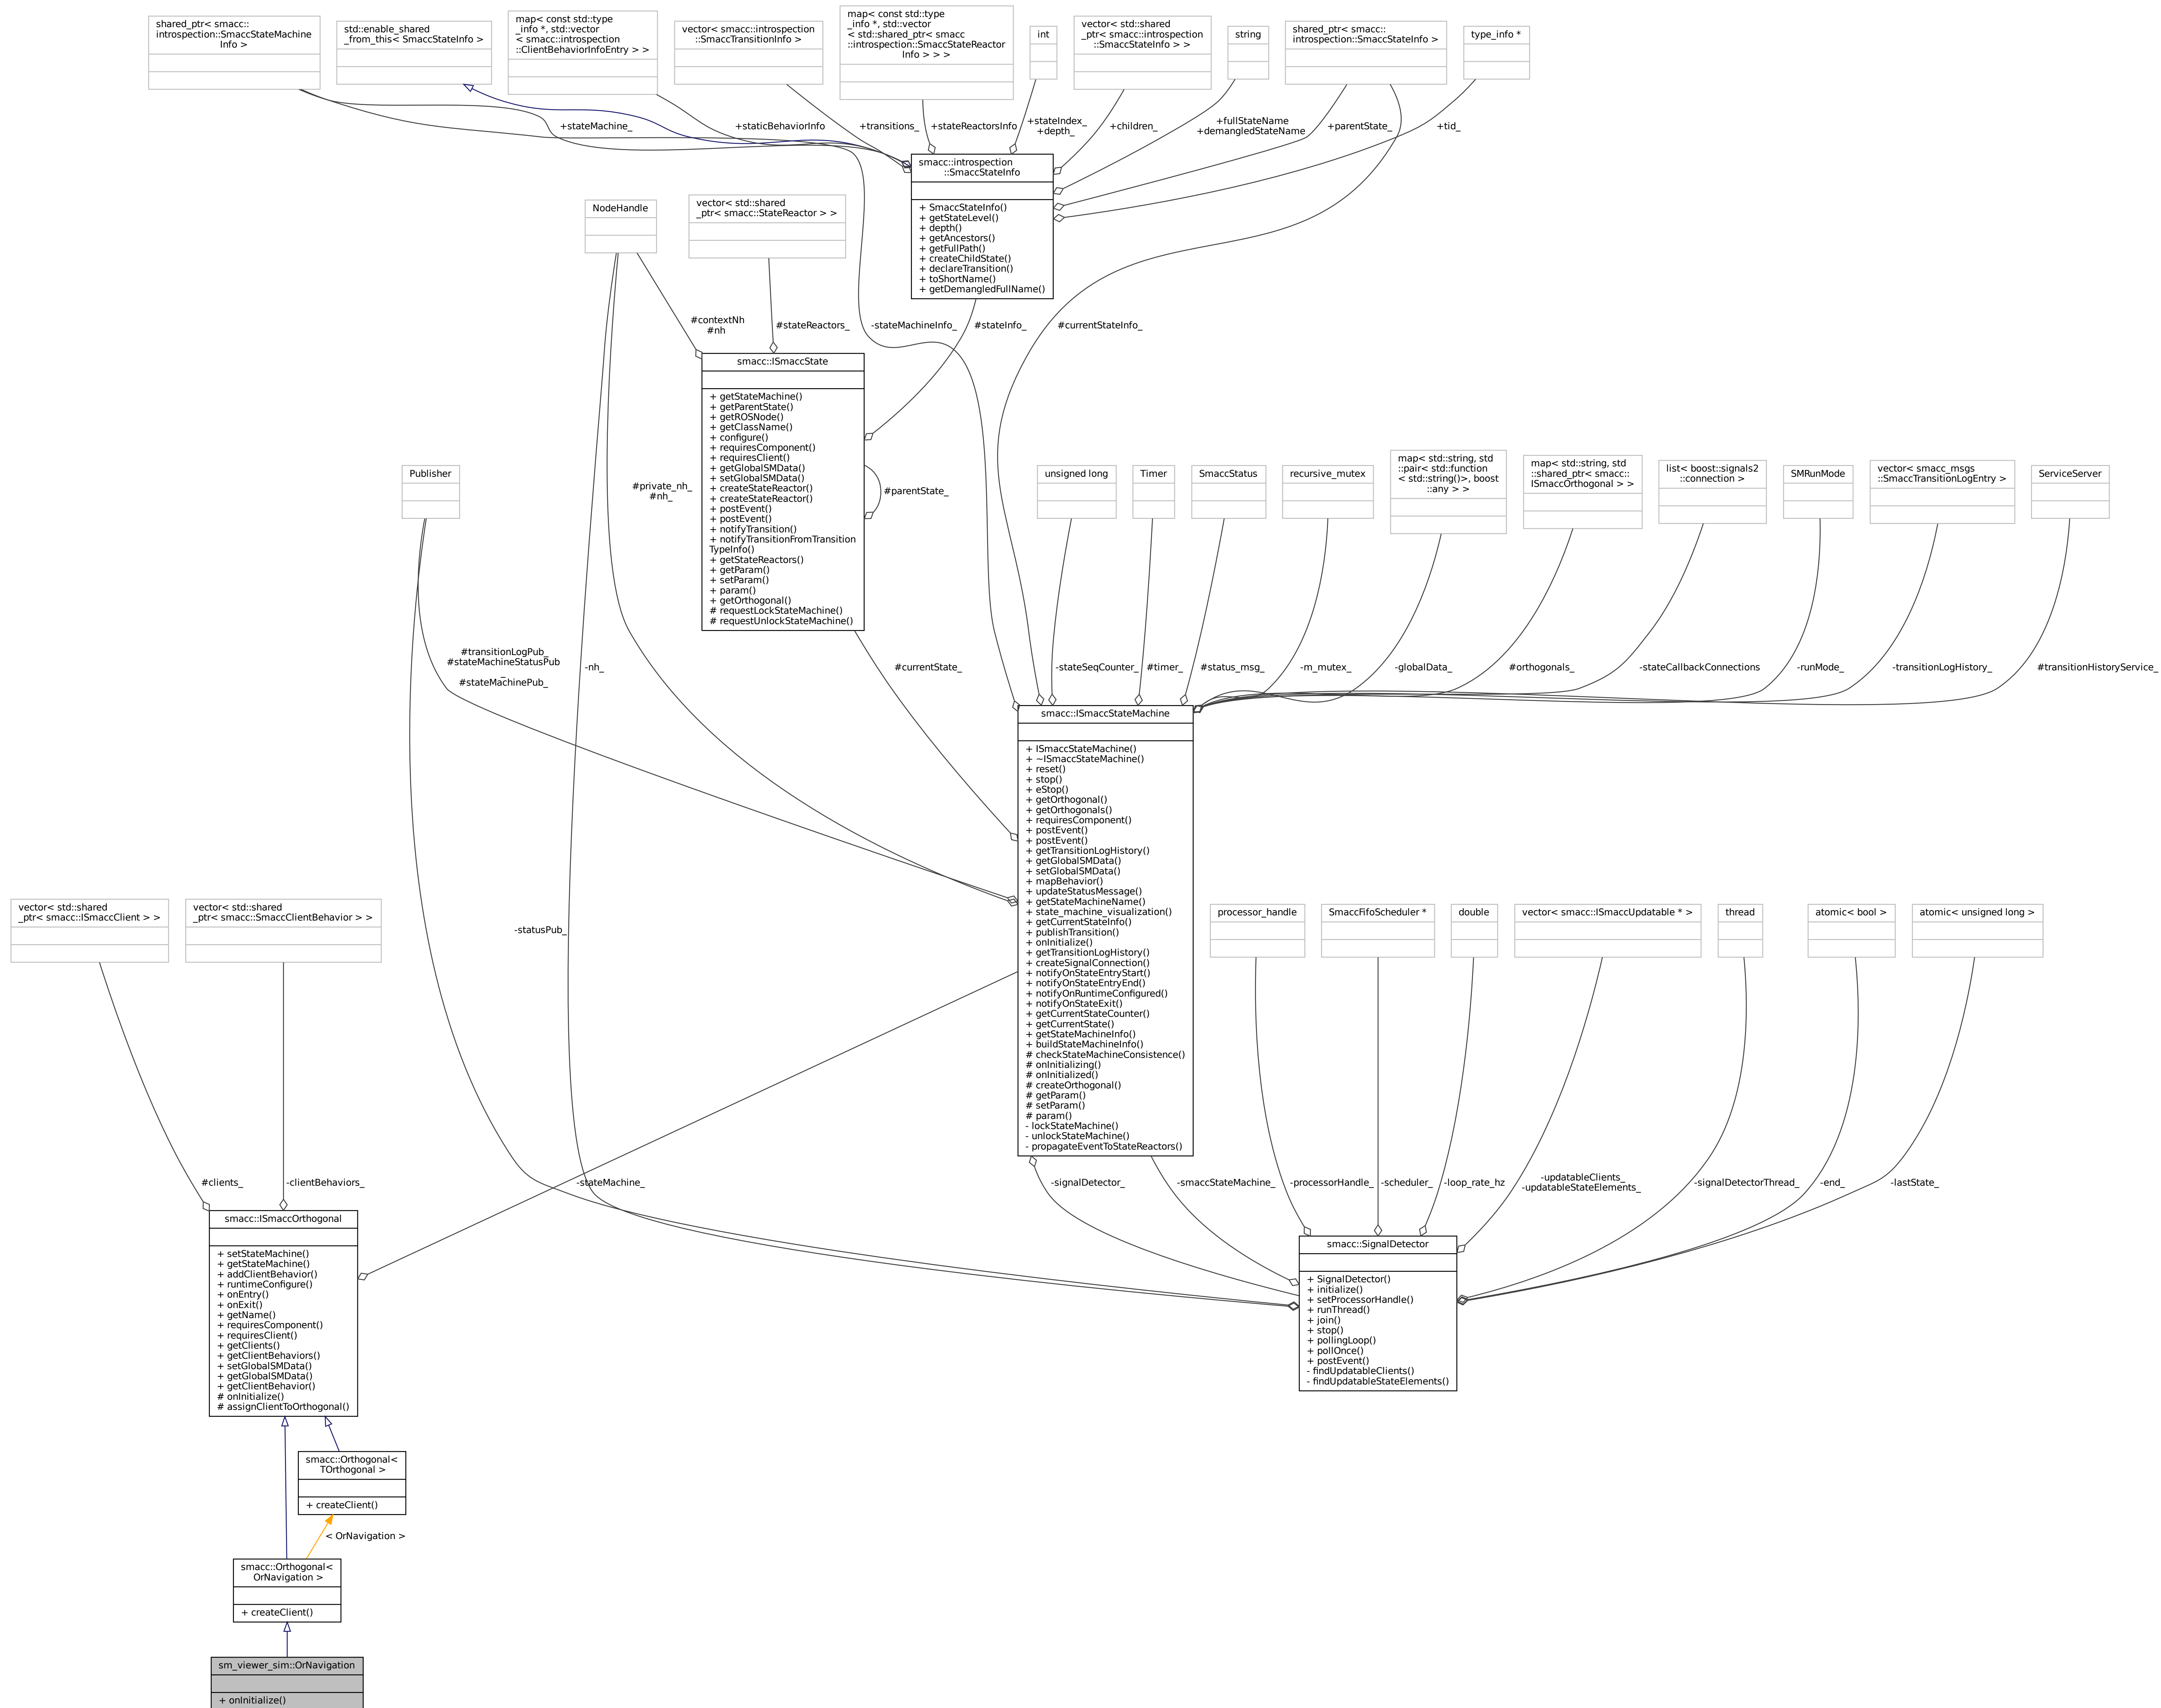 shared_ptr< smacc::
introspection::SmaccStateMachine
Info >
std::enable_shared
_from_this< SmaccStateInfo >
map< const std::type
_info *, std::vector
< smacc::introspection
::ClientBehaviorInfoEntry > >
vector< smacc::introspection
::SmaccTransitionInfo >
map< const std::type
_info *, std::vector
< std::shared_ptr< smacc
::introspection::SmaccStateReactor
Info > > >
int
vector< std::shared
_ptr< smacc::introspection
::SmaccStateInfo > >
string
shared_ptr< smacc::
introspection::SmaccStateInfo >
type_info *
+stateMachine_
+staticBehaviorInfo
+transitions_
+stateReactorsInfo
+stateIndex_
+depth_
+children_
+fullStateName
+demangledStateName
+parentState_
+tid_
smacc::introspection
::SmaccStateInfo
+ SmaccStateInfo()
+ getStateLevel()
+ depth()
+ getAncestors()
+ getFullPath()
+ createChildState()
+ declareTransition()
+ toShortName()
+ getDemangledFullName()
NodeHandle
vector< std::shared
_ptr< smacc::StateReactor > >
#contextNh
#nh
#stateReactors_
-stateMachineInfo_
#stateInfo_
#currentStateInfo_
smacc::ISmaccState
+ getStateMachine()
+ getParentState()
+ getROSNode()
+ getClassName()
+ configure()
+ requiresComponent()
+ requiresClient()
+ getGlobalSMData()
+ setGlobalSMData()
+ createStateReactor()
+ createStateReactor()
+ postEvent()
+ postEvent()
+ notifyTransition()
+ notifyTransitionFromTransition
TypeInfo()
+ getStateReactors()
+ getParam()
+ setParam()
+ param()
+ getOrthogonal()
# requestLockStateMachine()
# requestUnlockStateMachine()
#parentState_
#private_nh_
#nh_
Publisher
unsigned long
Timer
SmaccStatus
recursive_mutex
map< std::string, std
::pair< std::function
< std::string()>, boost
::any > >
map< std::string, std
::shared_ptr< smacc::
ISmaccOrthogonal > >
list< boost::signals2
::connection >
SMRunMode
vector< smacc_msgs
::SmaccTransitionLogEntry >
ServiceServer
#transitionLogPub_
#stateMachineStatusPub
_
#stateMachinePub_
-nh_
#currentState_
-stateSeqCounter_
#timer_
#status_msg_
-m_mutex_
-globalData_
#orthogonals_
-stateCallbackConnections
-runMode_
-transitionLogHistory_
#transitionHistoryService_
smacc::ISmaccStateMachine
+ ISmaccStateMachine()
+ ~ISmaccStateMachine()
+ reset()
+ stop()
+ eStop()
+ getOrthogonal()
+ getOrthogonals()
+ requiresComponent()
+ postEvent()
+ postEvent()
+ getTransitionLogHistory()
+ getGlobalSMData()
+ setGlobalSMData()
+ mapBehavior()
+ updateStatusMessage()
+ getStateMachineName()
+ state_machine_visualization()
+ getCurrentStateInfo()
+ publishTransition()
+ onInitialize()
+ getTransitionLogHistory()
+ createSignalConnection()
+ notifyOnStateEntryStart()
+ notifyOnStateEntryEnd()
+ notifyOnRuntimeConfigured()
+ notifyOnStateExit()
+ getCurrentStateCounter()
+ getCurrentState()
+ getStateMachineInfo()
+ buildStateMachineInfo()
# checkStateMachineConsistence()
# onInitializing()
# onInitialized()
# createOrthogonal()
# getParam()
# setParam()
# param()
- lockStateMachine()
- unlockStateMachine()
- propagateEventToStateReactors()
vector< std::shared
_ptr< smacc::ISmaccClient > >
vector< std::shared
_ptr< smacc::SmaccClientBehavior > >
-statusPub_
processor_handle
SmaccFifoScheduler *
double
vector< smacc::ISmaccUpdatable * >
thread
atomic< bool >
atomic< unsigned long >
#clients_
-clientBehaviors_
-stateMachine_
-signalDetector_
-smaccStateMachine_
-processorHandle_
-scheduler_
-loop_rate_hz
-updatableClients_
-updatableStateElements_
-signalDetectorThread_
-end_
-lastState_
smacc::ISmaccOrthogonal
+ setStateMachine()
+ getStateMachine()
+ addClientBehavior()
+ runtimeConfigure()
+ onEntry()
+ onExit()
+ getName()
+ requiresComponent()
+ requiresClient()
+ getClients()
+ getClientBehaviors()
+ setGlobalSMData()
+ getGlobalSMData()
+ getClientBehavior()
# onInitialize()
# assignClientToOrthogonal()
smacc::SignalDetector
+ SignalDetector()
+ initialize()
+ setProcessorHandle()
+ runThread()
+ join()
+ stop()
+ pollingLoop()
+ pollOnce()
+ postEvent()
- findUpdatableClients()
- findUpdatableStateElements()
smacc::Orthogonal<
TOrthogonal >
+ createClient()
< OrNavigation >
smacc::Orthogonal<
OrNavigation >
+ createClient()
sm_viewer_sim::OrNavigation
+ onInitialize()